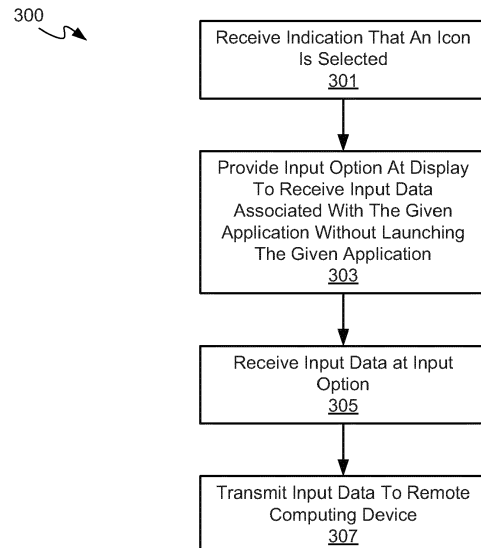 300
Receive Indication That An Icon
Is Selected
301
Provide Input Option At Display
To Receive Input Data
Associated With The Given
Application Without Launching
The Given Application
303
Receive Input Data at Input
Option
305
Transmit Input Data To Remote
Computing Device
307